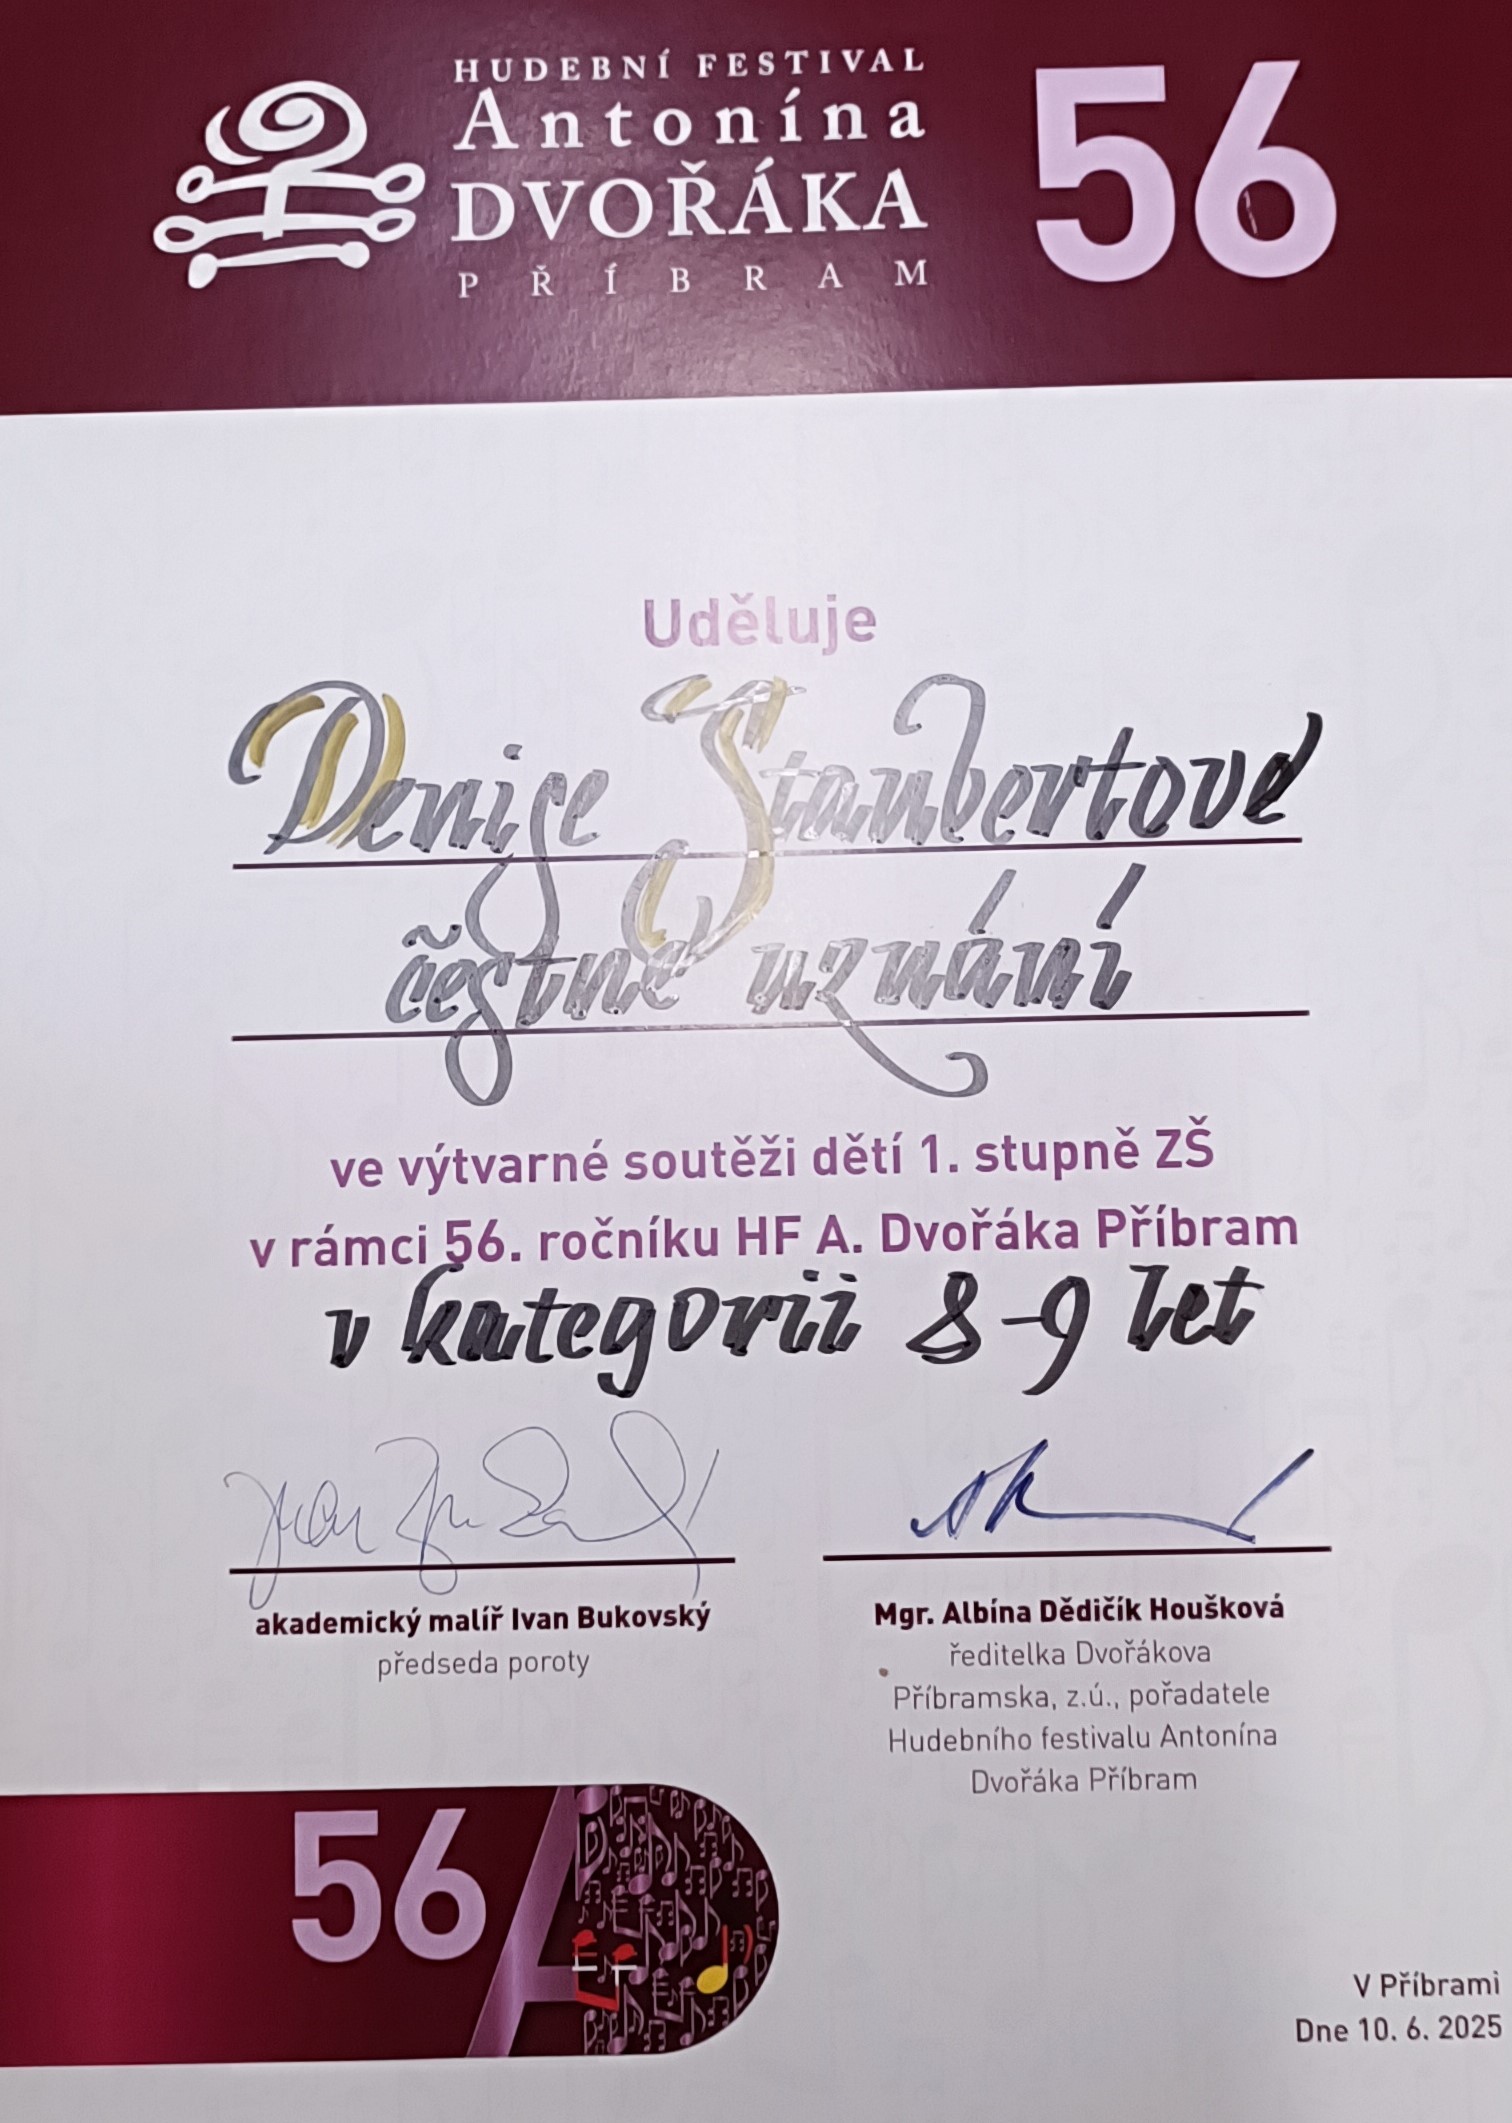 HUDEBNÍ FESTIVAL
Antonína
DVOŘÁKA
PŘÍBRAM
56
Uděluje
Denise Staubertové
čestné uznání
ve výtvarné soutěži dětí 1. stupně ZŠ
v rámci 56. ročníku HF A. Dvořáka Příbram
v kategorii 8-9 let
akademický malíř Ivan Bukovský
předseda poroty
Mgr. Albína Dědičík Houšková
ředitelka Dvořákova
Příbramska, z.ú., pořadatele
Hudebního festivalu Antonína
Dvořáka Příbram
56
V Příbrami
Dne 10. 6. 2025